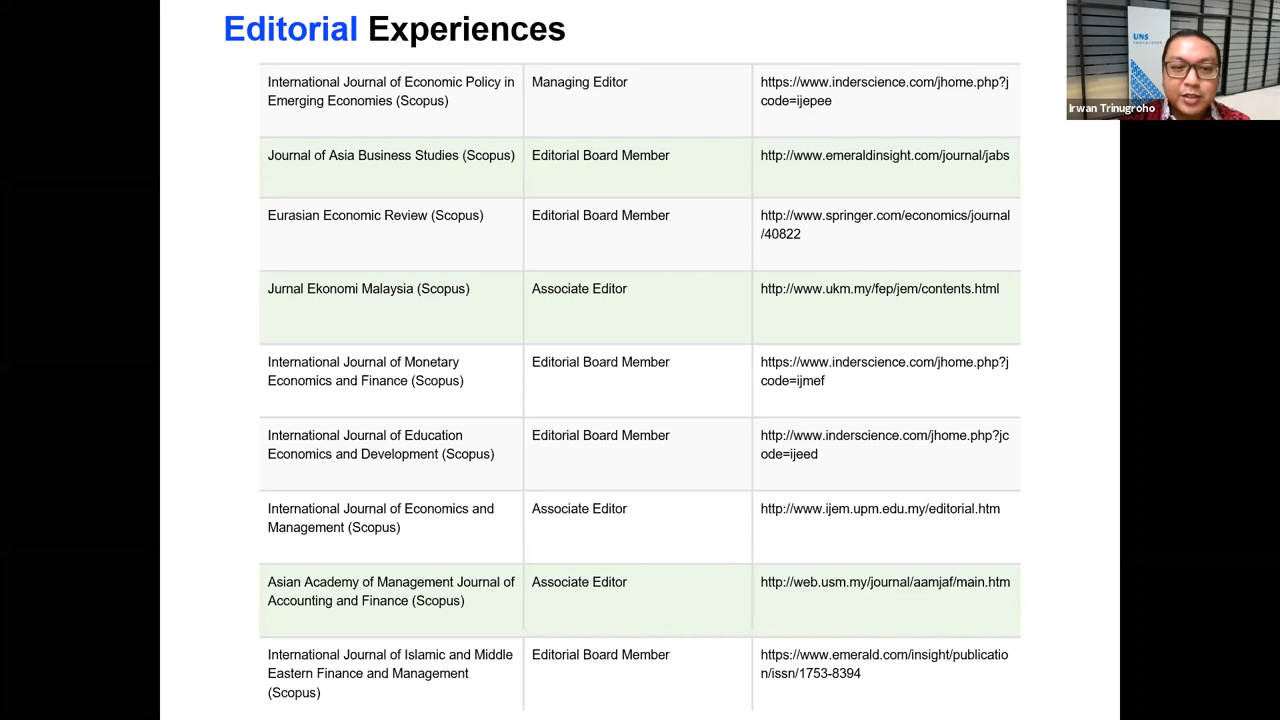 Editorial Experiences
International Journal of Economic Policy in
Emerging Economies (Scopus)
Managing Editor
https://www.inderscience.com/jhome.php?j
code=ijepee
Journal of Asia Business Studies (Scopus)
Editorial Board Member
http://www.emeraldinsight.com/journal/jabs
Eurasian Economic Review (Scopus)
Editorial Board Member
http://www.springer.com/economics/journal
/40822
Jurnal Ekonomi Malaysia (Scopus)
Associate Editor
http://www.ukm.my/fep/jem/contents.html
International Journal of Monetary
Economics and Finance (Scopus)
Editorial Board Member
https://www.inderscience.com/jhome.php?j
code=ijmef
International Journal of Education
Economics and Development (Scopus)
Editorial Board Member
http://www.inderscience.com/jhome.php?jc
ode=ijeed
International Journal of Economics and
Management (Scopus)
Associate Editor
http://www.ijem.upm.edu.my/editorial.htm
Asian Academy of Management Journal of
Accounting and Finance (Scopus)
Associate Editor
http://web.usm.my/journal/aamjaf/main.htm
International Journal of Islamic and Middle
Eastern Finance and Management
(Scopus)
Editorial Board Member
https://www.emerald.com/insight/publicatio
n/issn/1753-8394
UNS
Irwan Trinugroho